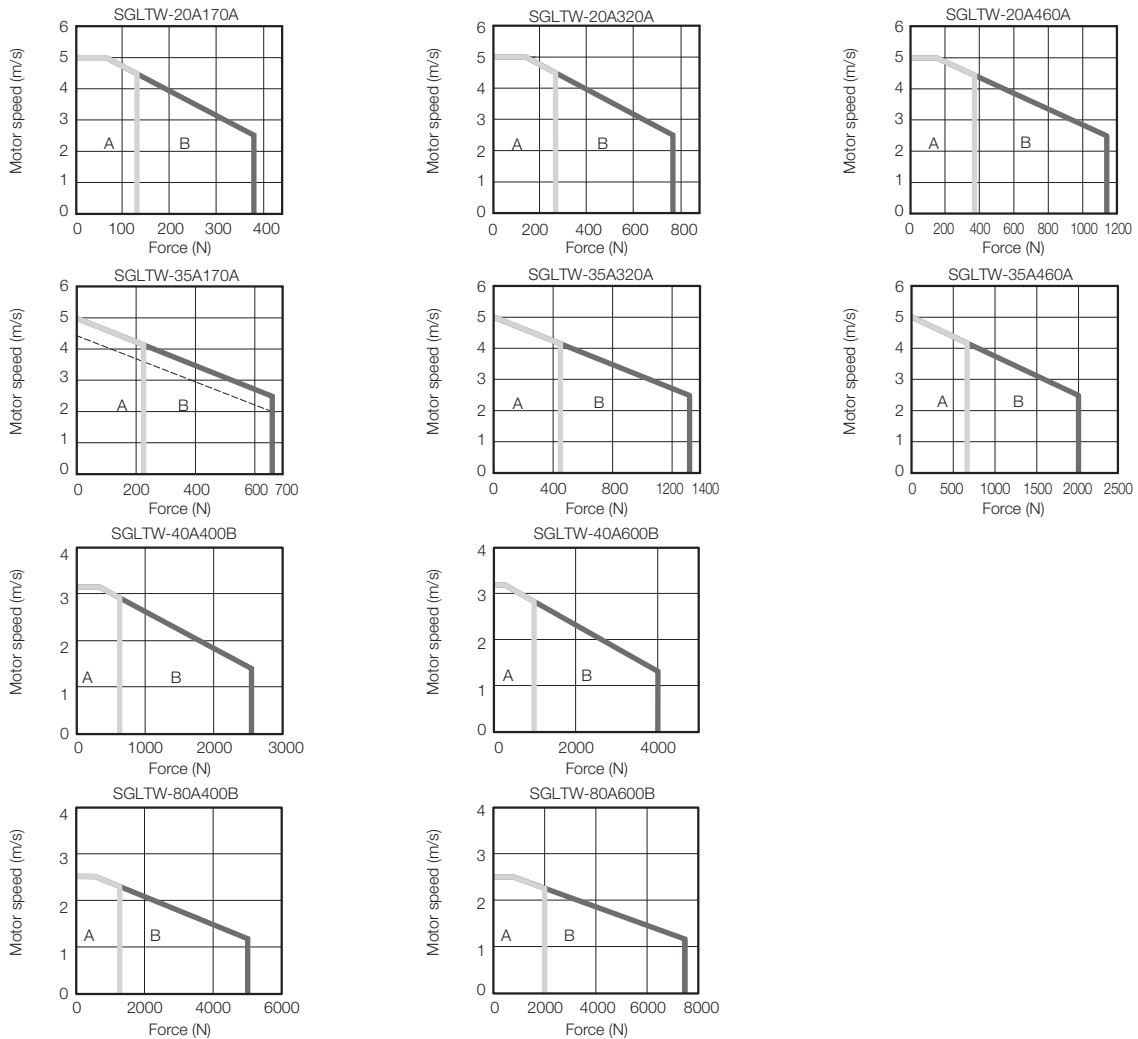 SGLTW-20A170A
Motor speed (m/s)
6
5
4
3
2
1
0
A
B
0 100 200 300 400
Force (N)
SGLTW-20A320A
Motor speed (m/s)
6
5
4
3
2
1
0
A
B
0 200 400 600 800
Force (N)
SGLTW-20A460A
Motor speed (m/s)
6
5
4
3
2
1
0
A
B
0 200 400 600 800 1000 1200
Force (N)
SGLTW-35A170A
Motor speed (m/s)
6
5
4
3
2
1
0
A
B
0 200 400 600 700
Force (N)
SGLTW-35A320A
Motor speed (m/s)
6
5
4
3
2
1
0
A
B
0 400 800 1200 1400
Force (N)
SGLTW-35A460A
Motor speed (m/s)
6
5
4
3
2
1
0
A
B
0 500 1000 1500 2000 2500
Force (N)
SGLTW-40A400B
Motor speed (m/s)
4
3
2
1
0
A
B
0 1000 2000 3000
Force (N)
SGLTW-40A600B
Motor speed (m/s)
4
3
2
1
0
A
B
0 2000 4000
Force (N)
SGLTW-80A400B
Motor speed (m/s)
4
3
2
1
0
A
B
0 2000 4000 6000
Force (N)
SGLTW-80A600B
Motor speed (m/s)
4
3
2
1
0
A
B
0 2000 4000 6000 8000
Force (N)